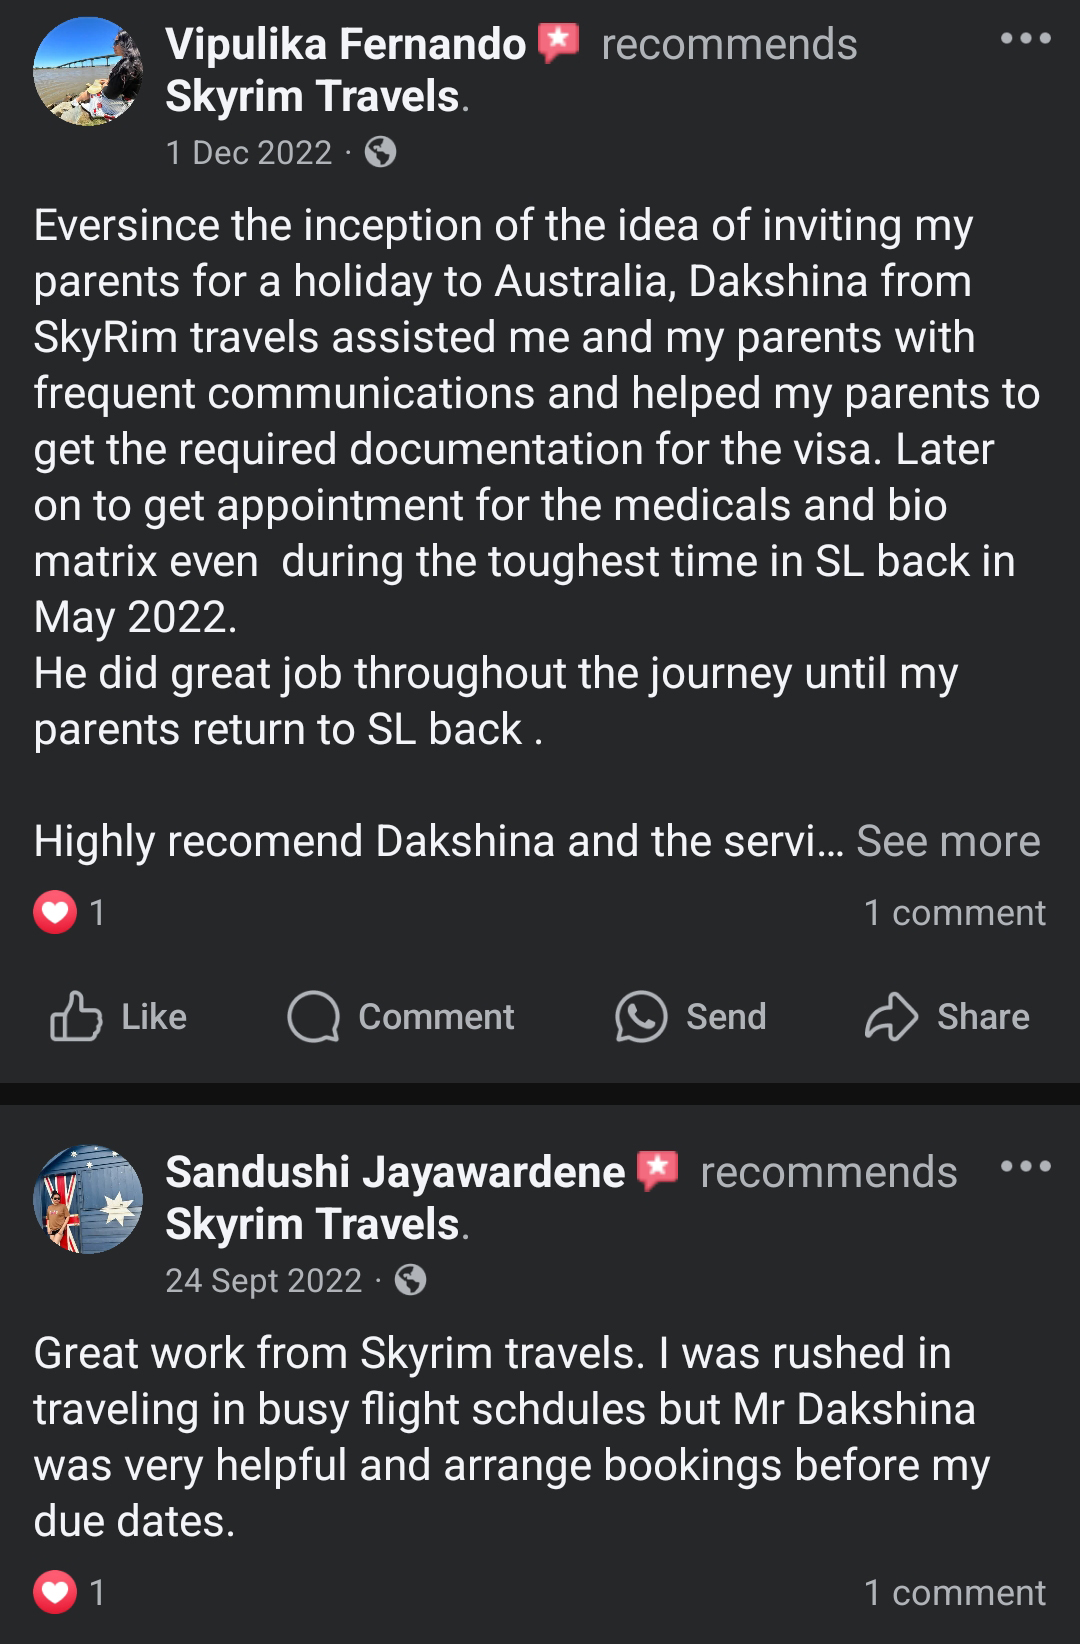 Vipulika Fernando recommends
Skyrim Travels.
1 Dec 2022 ·
Eversince the inception of the idea of inviting my
parents for a holiday to Australia, Dakshina from
SkyRim travels assisted me and my parents with
frequent communications and helped my parents to
get the required documentation for the visa. Later
on to get appointment for the medicals and bio
matrix even  during the toughest time in SL back in
May 2022.
He did great job throughout the journey until my
parents return to SL back .
Highly recomend Dakshina and the servi... See more
1 1 comment
Like Comment Send Share
Sandushi Jayawardene recommends
Skyrim Travels.
24 Sept 2022 ·
Great work from Skyrim travels. I was rushed in
traveling in busy flight schdules but Mr Dakshina
was very helpful and arrange bookings before my
due dates.
1 1 comment